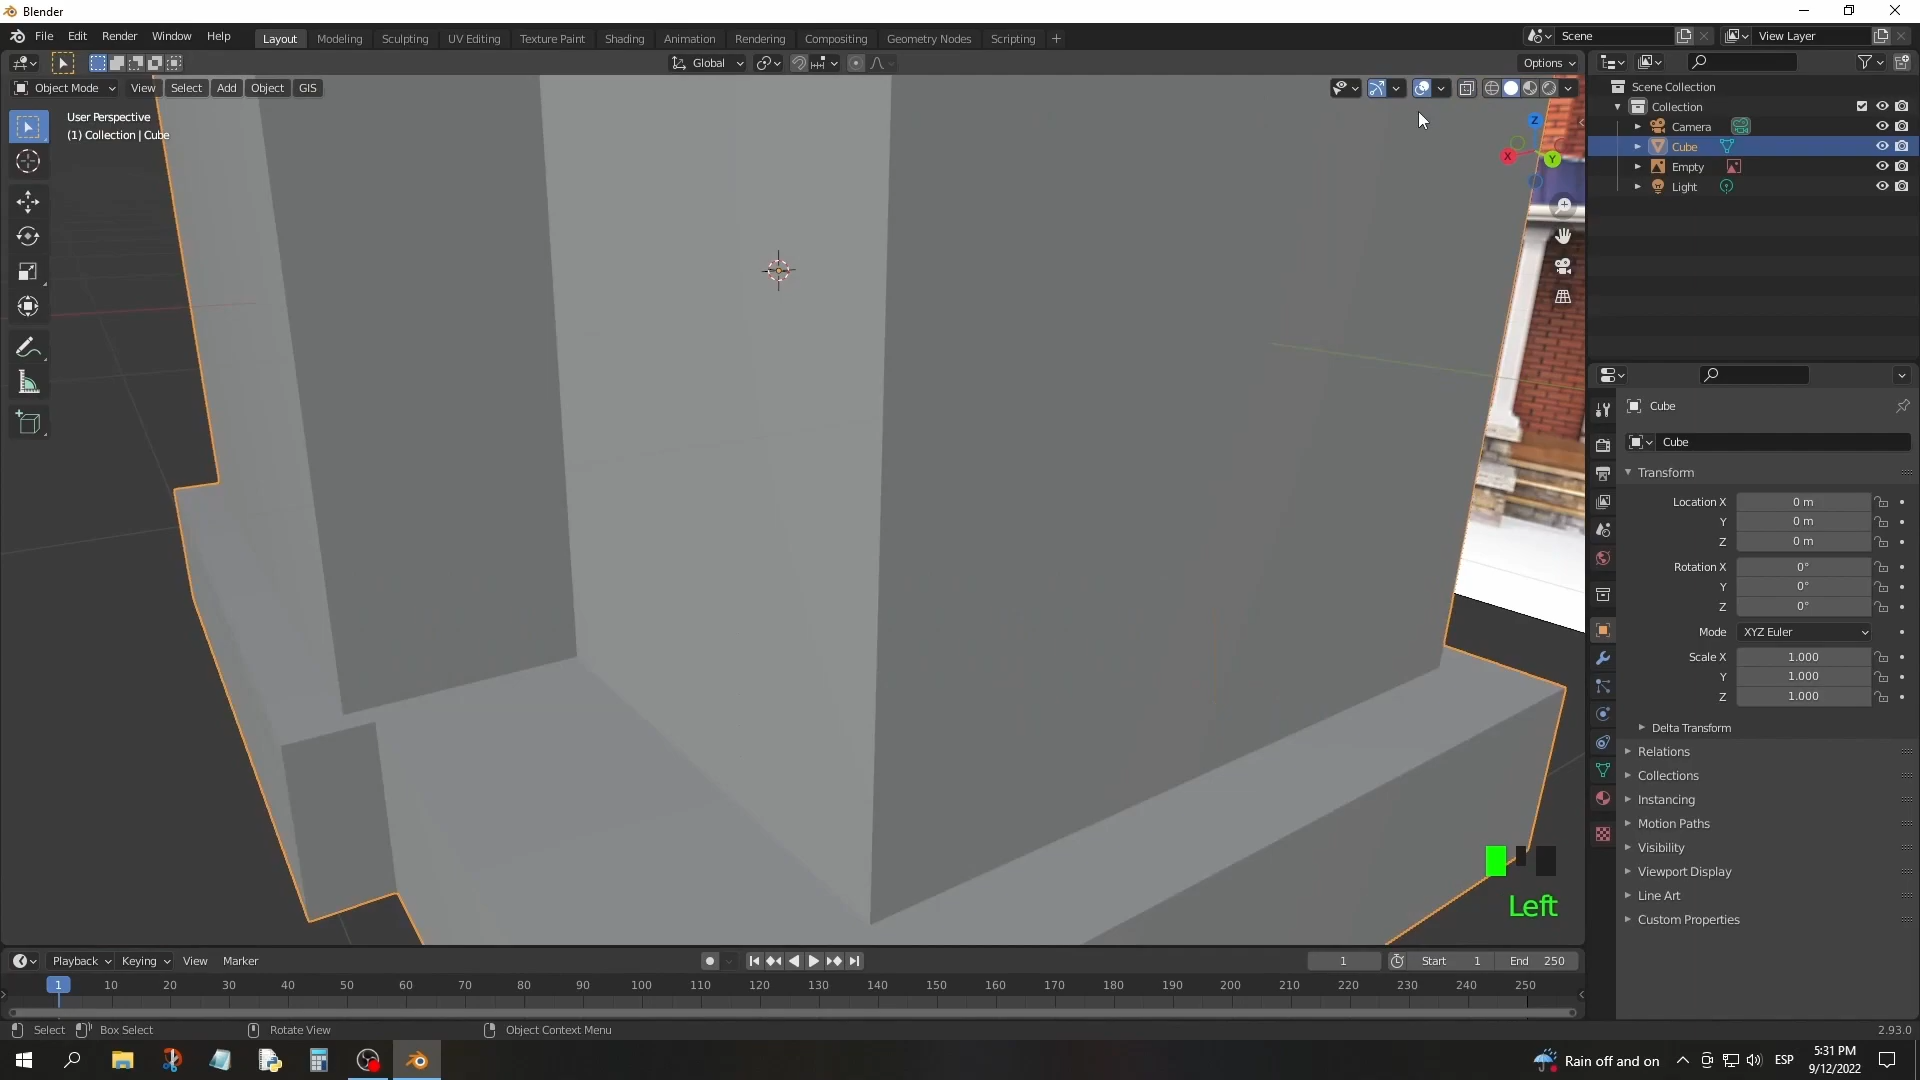 Blender
File Edit Render Window Help
Layout Modeling Sculpting UV Editing Texture Paint Shading Animation Rendering Compositing Geometry Nodes Scripting +
Scene
View Layer
Global
Options
Object Mode View Select Add Object GIS
User Perspective
(1) Collection | Cube
Z
X
Y
Left
Scene Collection
Collection
Camera
Cube
Empty
Light
Cube
Cube
Transform
Location X 0 m
Y 0 m
Z 0 m
Rotation X 0°
Y 0°
Z 0°
Mode XYZ Euler
Scale X 1.000
Y 1.000
Z 1.000
Delta Transform
Relations
Collections
Instancing
Motion Paths
Visibility
Viewport Display
Line Art
Custom Properties
Playback Keying View Marker
1
Start 1
End 250
1 10 20 30 40 50 60 70 80 90 100 110 120 130 140 150 160 170 180 190 200 210 220 230 240 250
Select
Box Select
Rotate View
Object Context Menu
2.93.0
Rain off and on
ESP
5:31 PM
9/12/2022